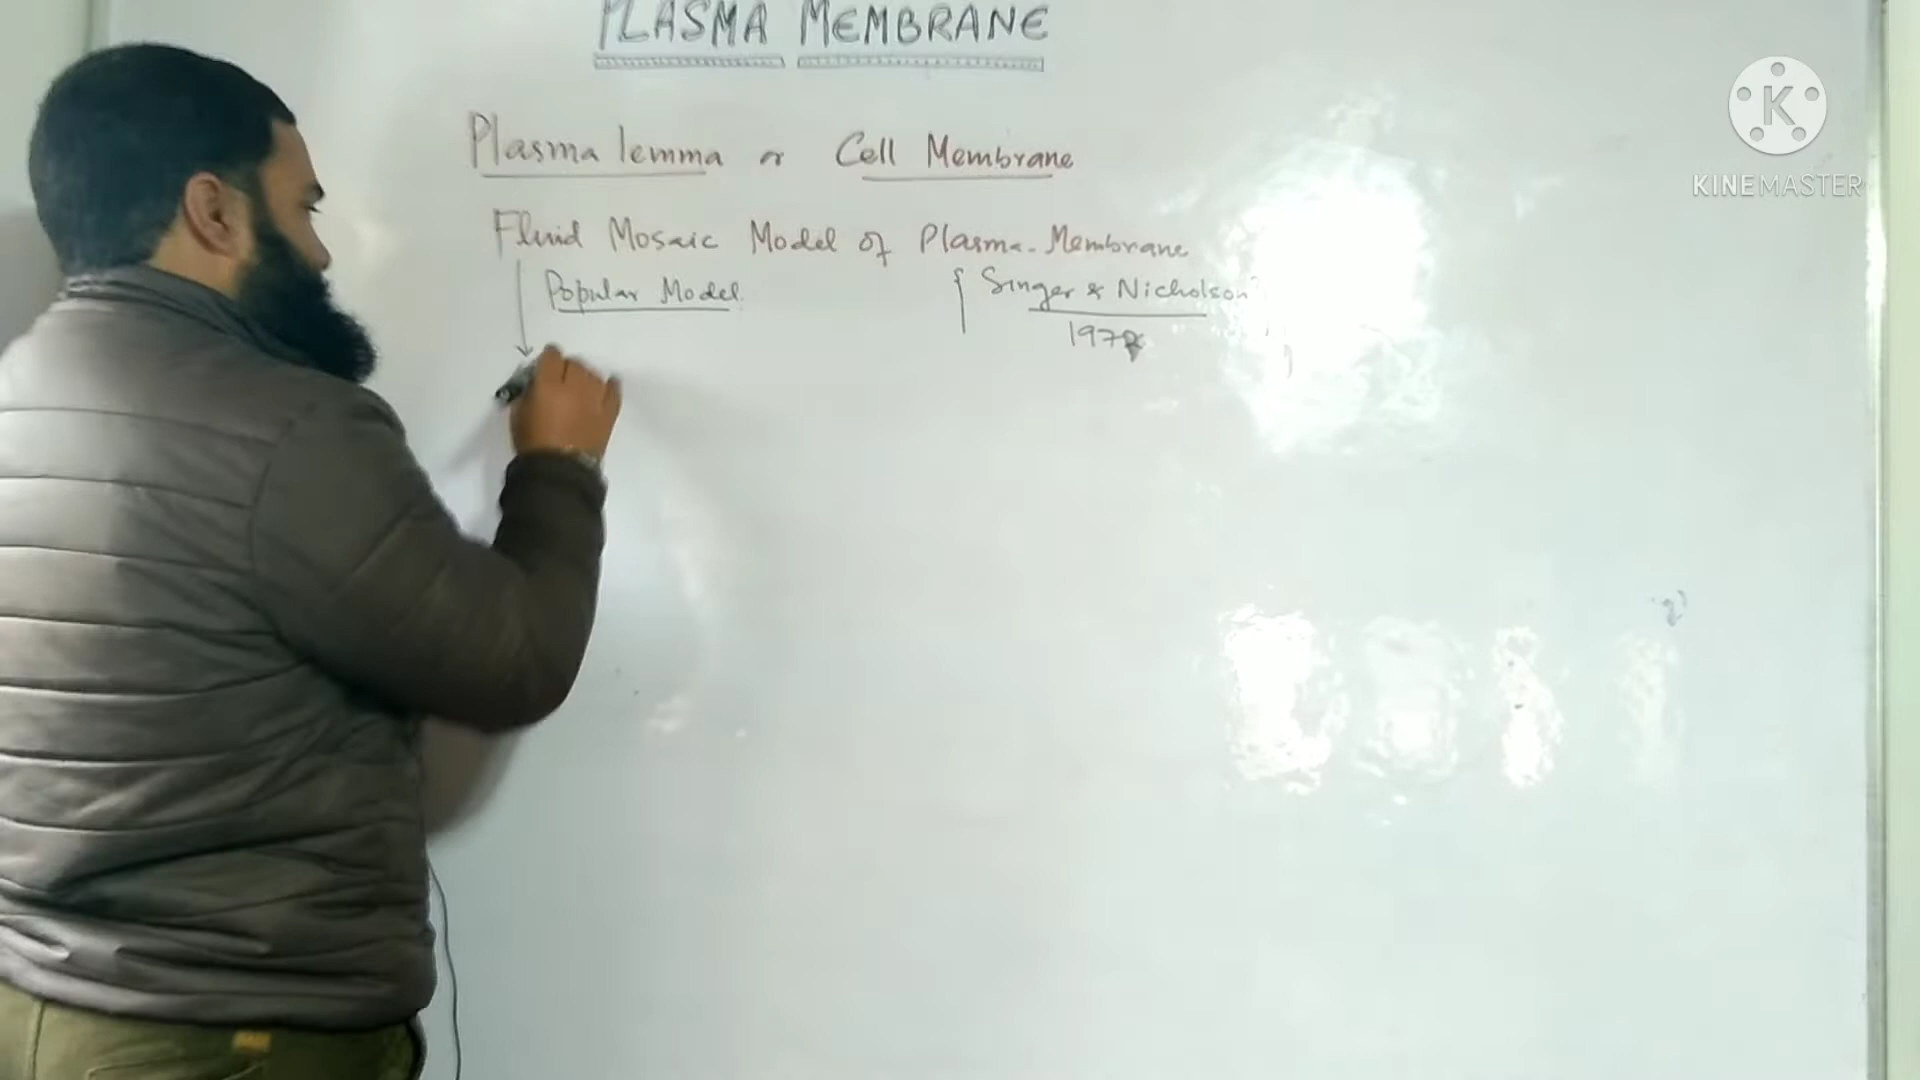 PLASMA MEMBRANE
Plasma lemma or Cell Membrane
Fluid Mosaic Model of Plasma-Membrane
Popular Model
{ Singer & Nicholson
K
KINEMASTER